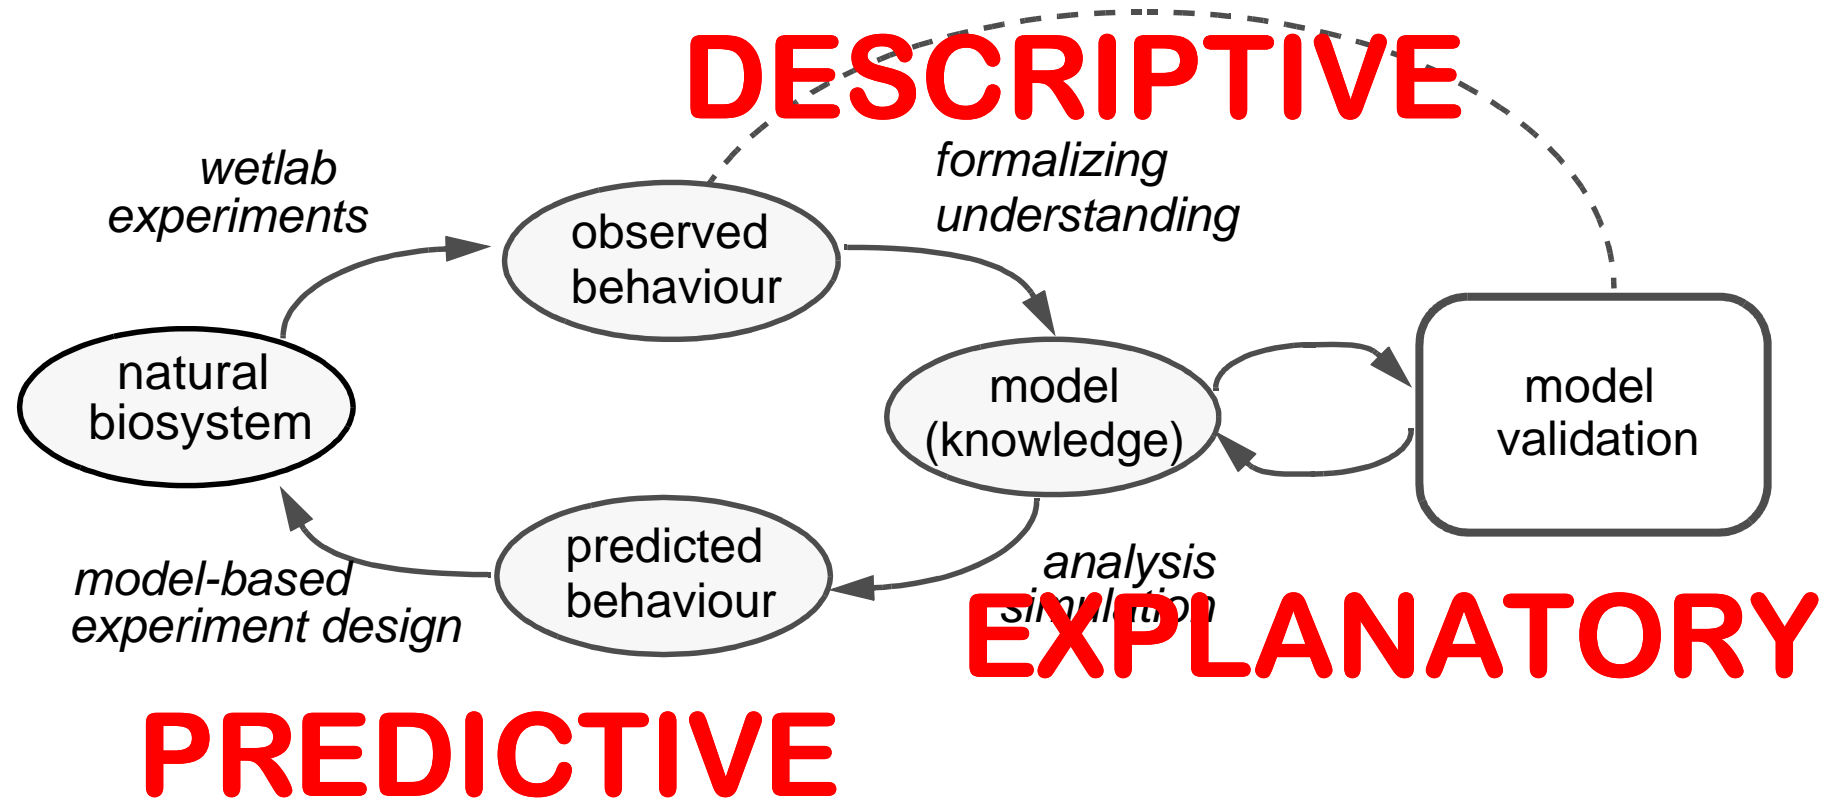 DESCRIPTIVE
wetlab
experiments
formalizing
understanding
observed
behaviour
natural
biosystem
model
(knowledge)
model
validation
predicted
behaviour
model-based
experiment design
analysis
simulation
EXPLANATORY
PREDICTIVE